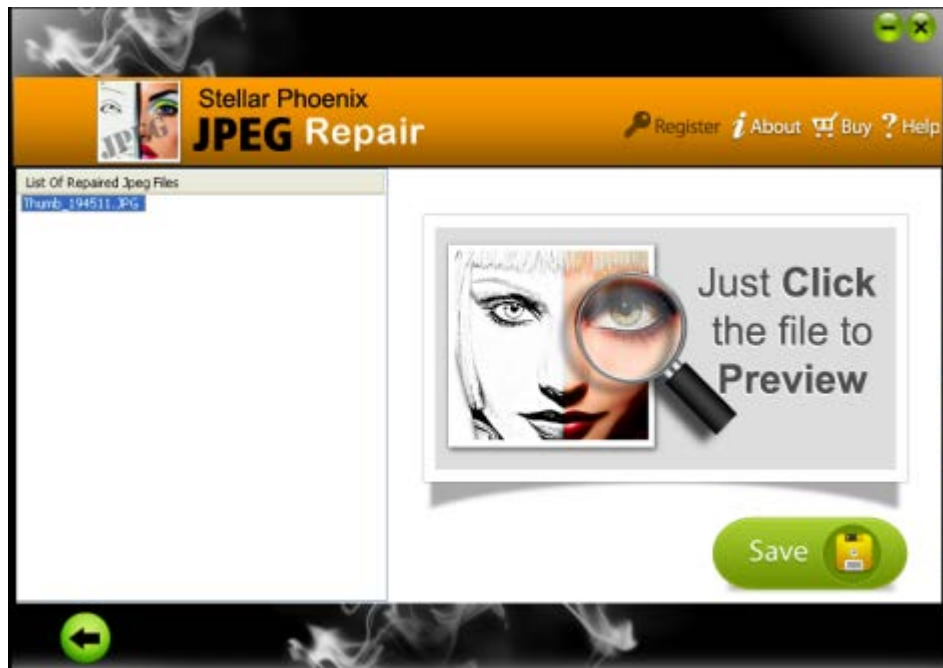 Stellar Phoenix
JPEG Repair
JPEG
Register i About Buy ? Help
List Of Repaired Jpeg Files
Thumb_194511.JPG
Just Click
the file to
Preview
Save